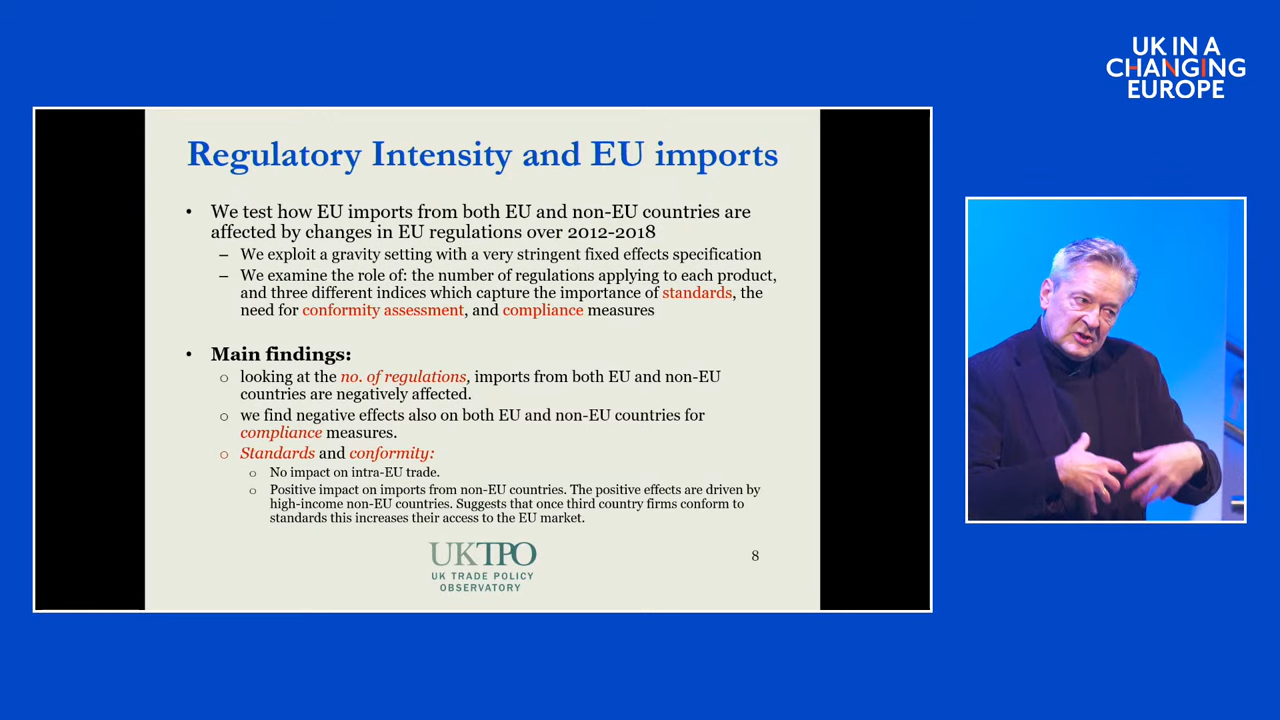 UK IN A
CHANGING
EUROPE
Regulatory Intensity and EU imports
• We test how EU imports from both EU and non-EU countries are
affected by changes in EU regulations over 2012-2018
– We exploit a gravity setting with a very stringent fixed effects specification
– We examine the role of: the number of regulations applying to each product,
and three different indices which capture the importance of standards, the
need for conformity assessment, and compliance measures
• Main findings:
○ looking at the no. of regulations, imports from both EU and non-EU
countries are negatively affected.
○ we find negative effects also on both EU and non-EU countries for
compliance measures.
○ Standards and conformity:
○ No impact on intra-EU trade.
○ Positive impact on imports from non-EU countries. The positive effects are driven by
high-income non-EU countries. Suggests that once third country firms conform to
standards this increases their access to the EU market.
UKTPO
UK TRADE POLICY
OBSERVATORY
8